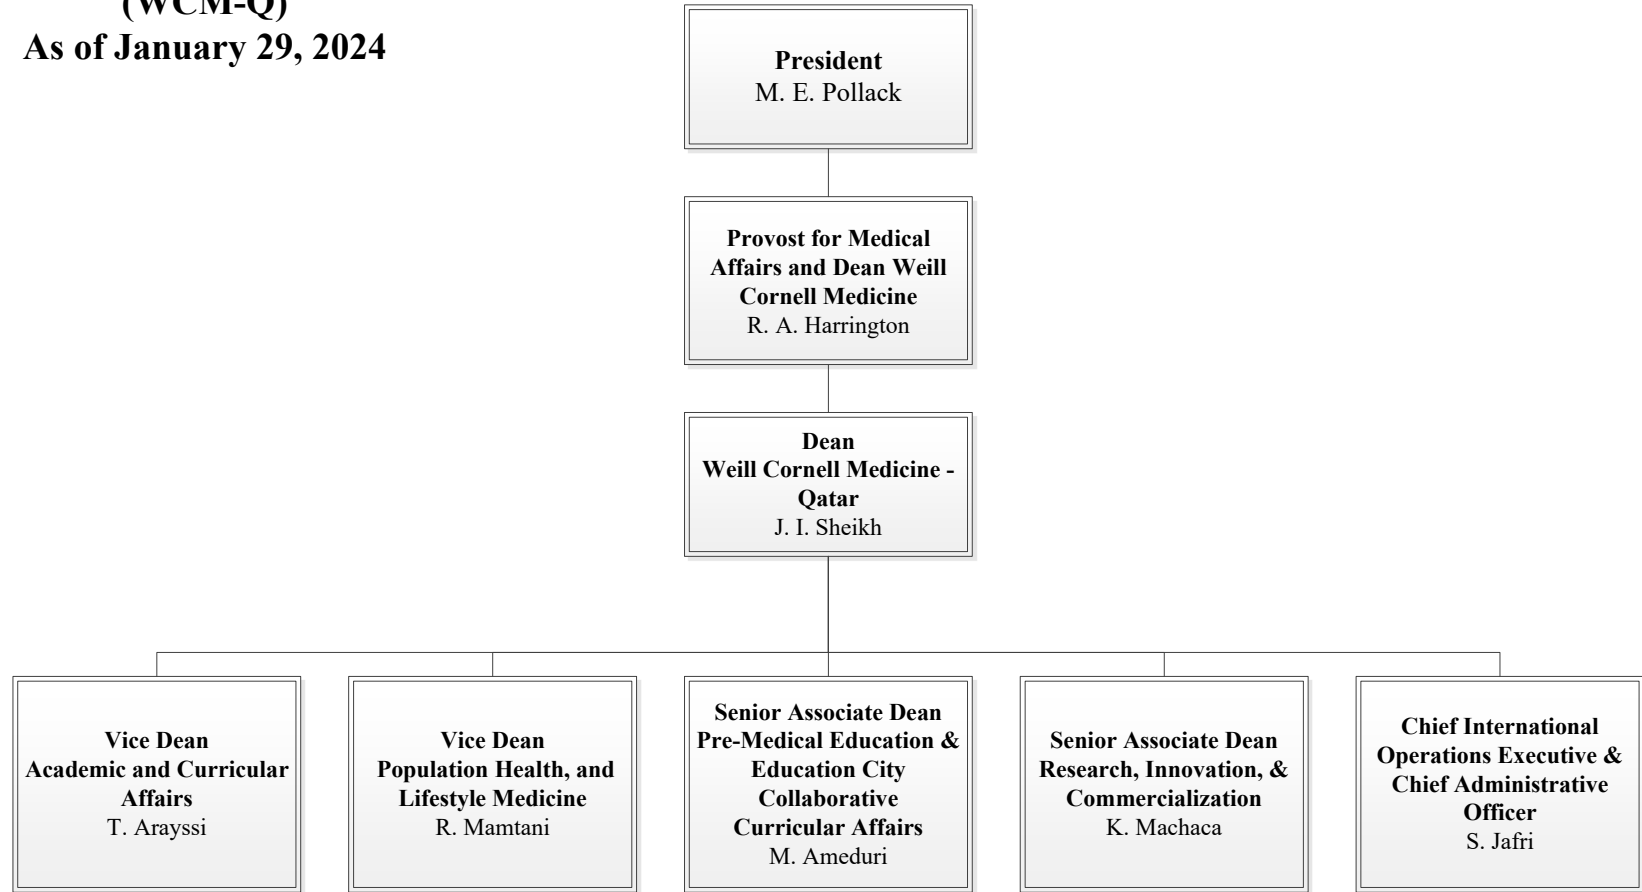 (WCM-Q)
As of January 29, 2024
President
M. E. Pollack
Provost for Medical
Affairs and Dean Weill
Cornell Medicine
R. A. Harrington
Dean
Weill Cornell Medicine -
Qatar
J. I. Sheikh
Vice Dean
Academic and Curricular
Affairs
T. Arayssi
Vice Dean
Population Health, and
Lifestyle Medicine
R. Mamtani
Senior Associate Dean
Pre-Medical Education &
Education City
Collaborative
Curricular Affairs
M. Ameduri
Senior Associate Dean
Research, Innovation, &
Commercialization
K. Machaca
Chief International
Operations Executive &
Chief Administrative
Officer
S. Jafri